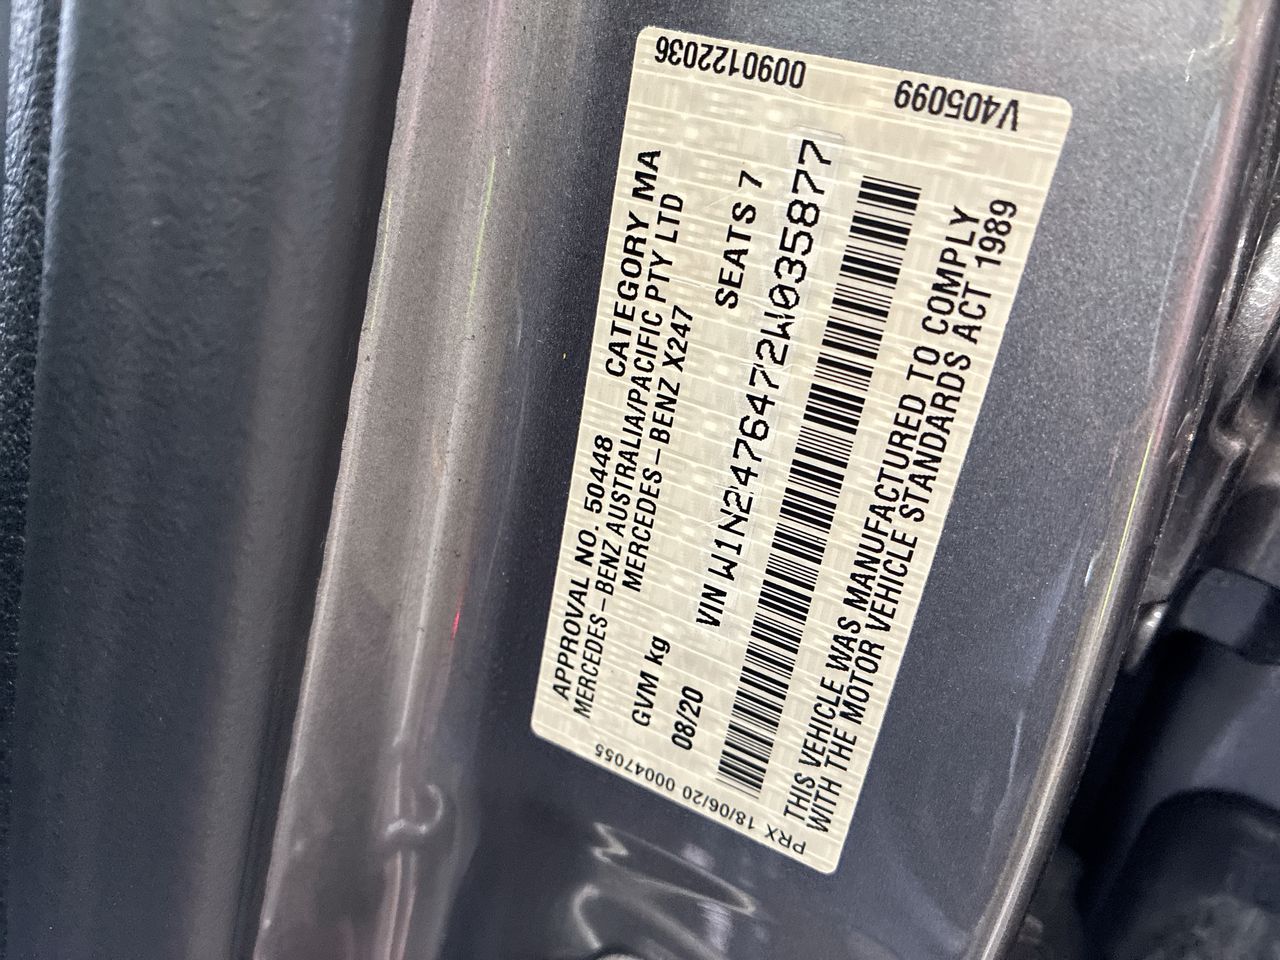 APPROVAL NO. 50448 CATEGORY MA
MERCEDES-BENZ AUSTRALIA/PACIFIC PTY LTD
MERCEDES-BENZ X247
GVM kg
08/20 SEATS 7
VIN W1N2476472W035877
THIS VEHICLE WAS MANUFACTURED TO COMPLY
WITH THE MOTOR VEHICLE STANDARDS ACT 1989
PRX 18/06/20 00047055
V405099 0090122036